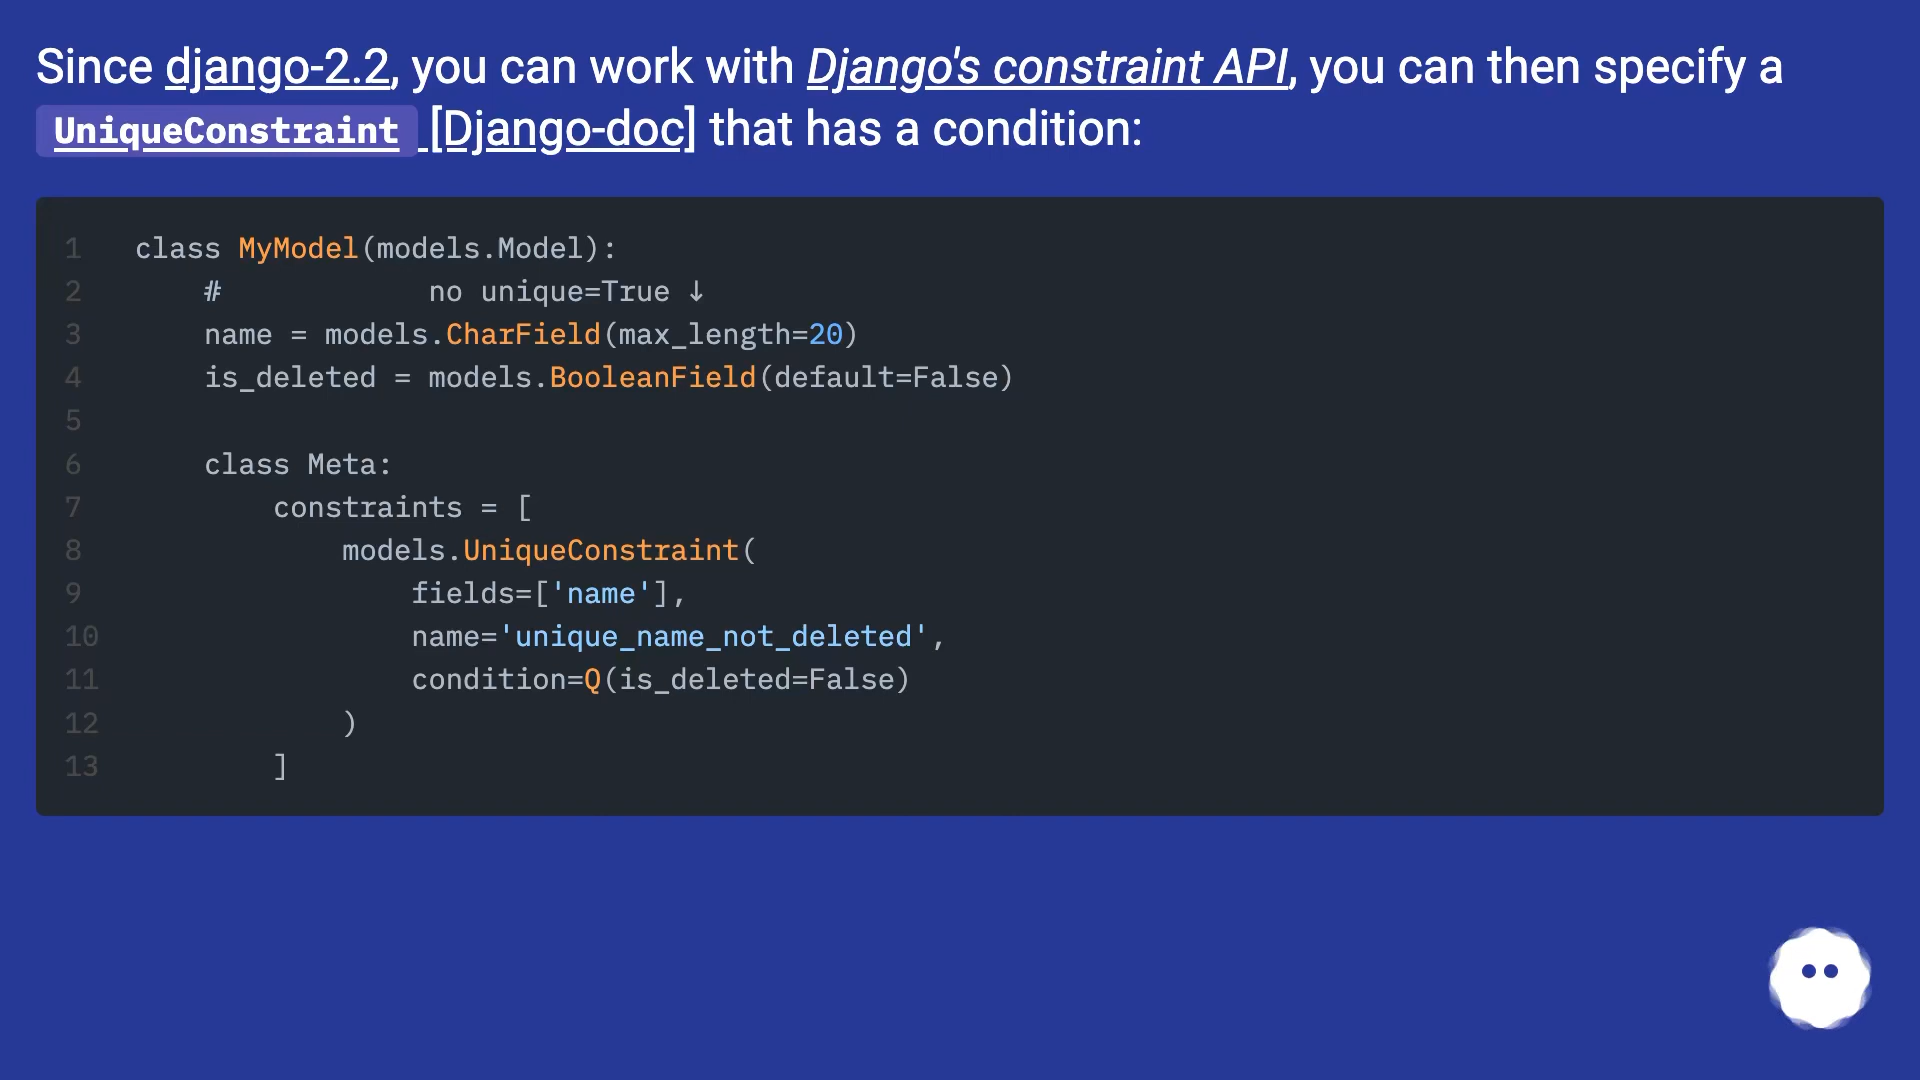 Since django-2.2, you can work with Django's constraint API, you can then specify a
UniqueConstraint [Django-doc] that has a condition:
1 class MyModel(models.Model):
2     #            no unique=True ↓
3     name = models.CharField(max_length=20)
4     is_deleted = models.BooleanField(default=False)
5
6     class Meta:
7         constraints = [
8             models.UniqueConstraint(
9                 fields=['name'],
10                 name='unique_name_not_deleted',
11                 condition=Q(is_deleted=False)
12             )
13         ]